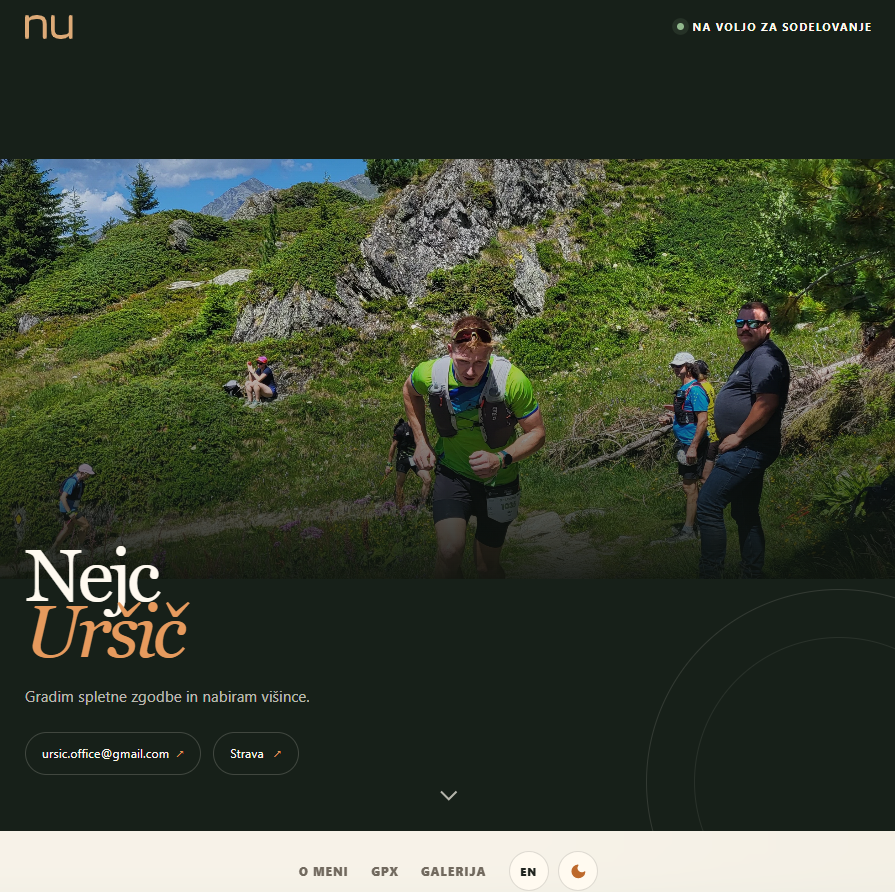 nu
NA VOLJO ZA SODELOVANJE
Nejc
Uršič
Gradim spletne zgodbe in nabiram višince.
ursic.office@gmail.com ↗
Strava ↗
O MENI
GPX
GALERIJA
EN